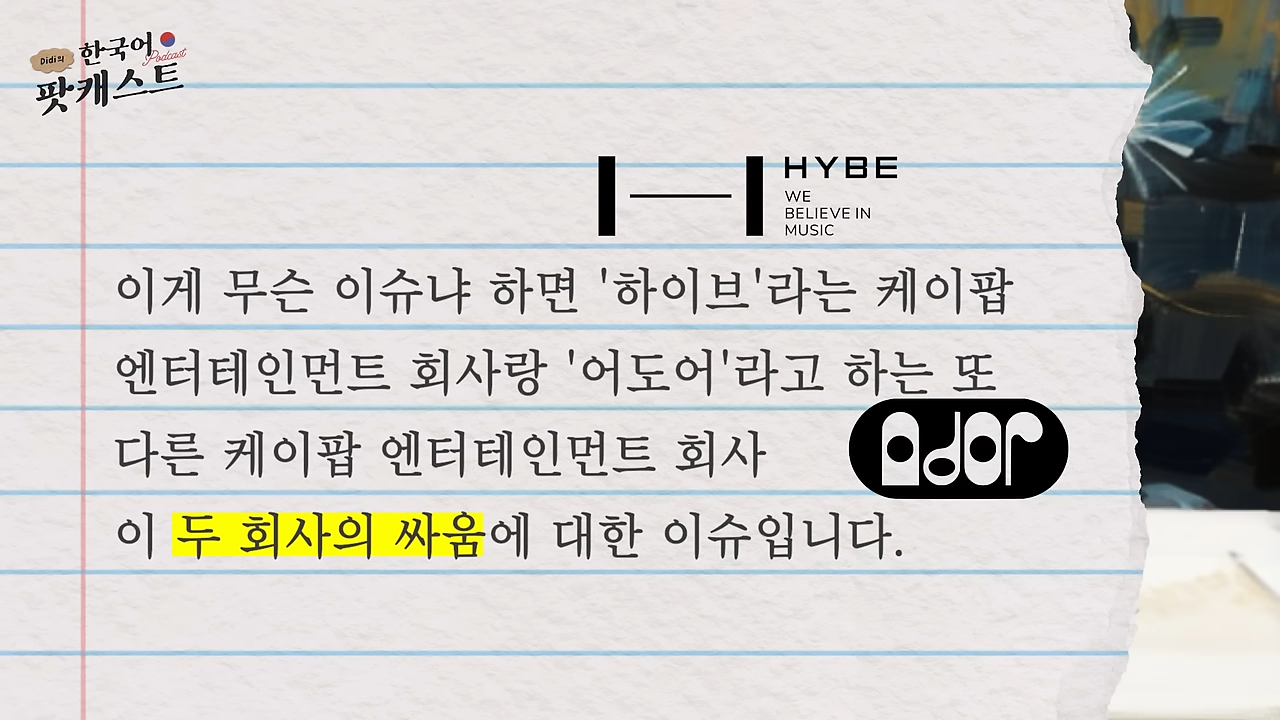 Didi의
한국어
Podcast
팟캐스트
HYBE
WE
BELIEVE IN
MUSIC
이게 무슨 이슈냐 하면 '하이브'라는 케이팝
엔터테인먼트 회사랑 '어도어'라고 하는 또
다른 케이팝 엔터테인먼트 회사
ador
이 두 회사의 싸움에 대한 이슈입니다.